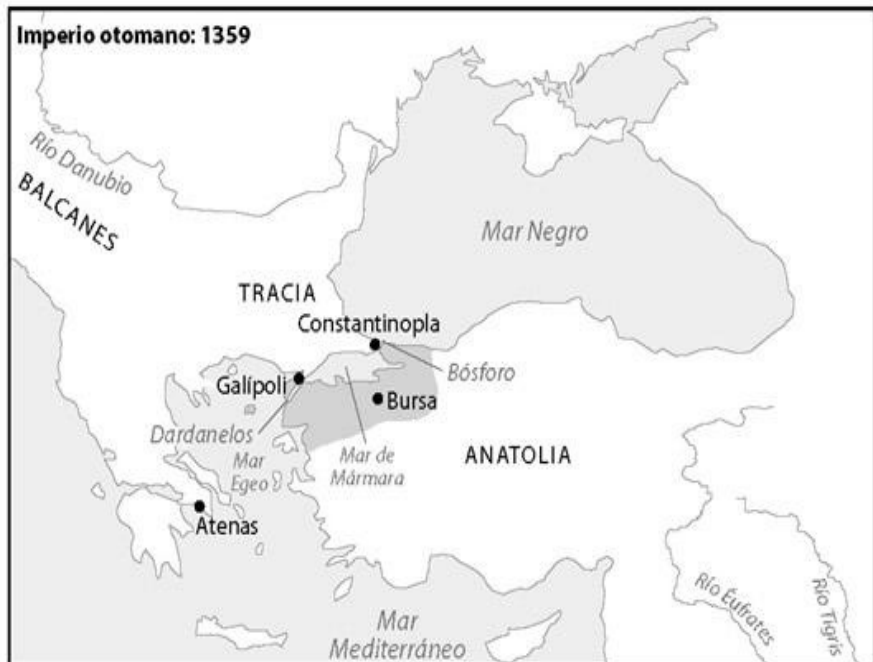 Imperio otomano: 1359
Río Danubio
BALCANES
Mar Negro
TRACIA
Constantinopla
Bósforo
Galípoli
Bursa
Dardanelos
Mar
Egeo
Mar de
Mármara
ANATOLIA
Atenas
Río Éufrates
Río Tigris
Mar
Mediterráneo